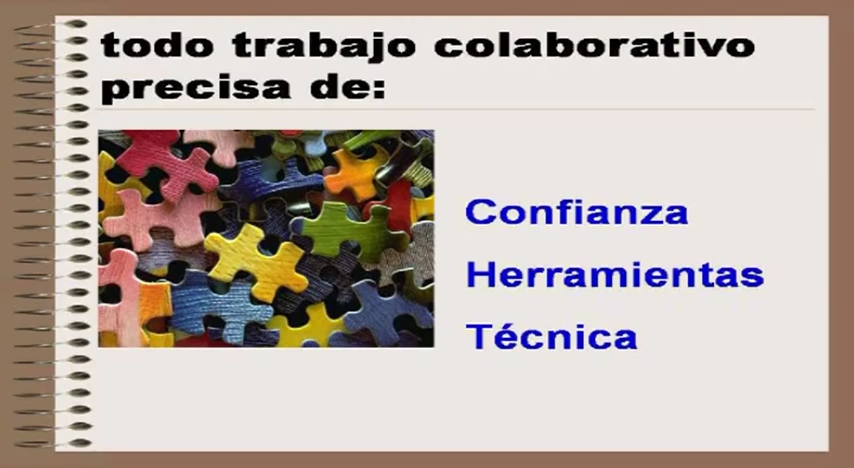 todo trabajo colaborativo
precisa de:
Confianza
Herramientas
Técnica